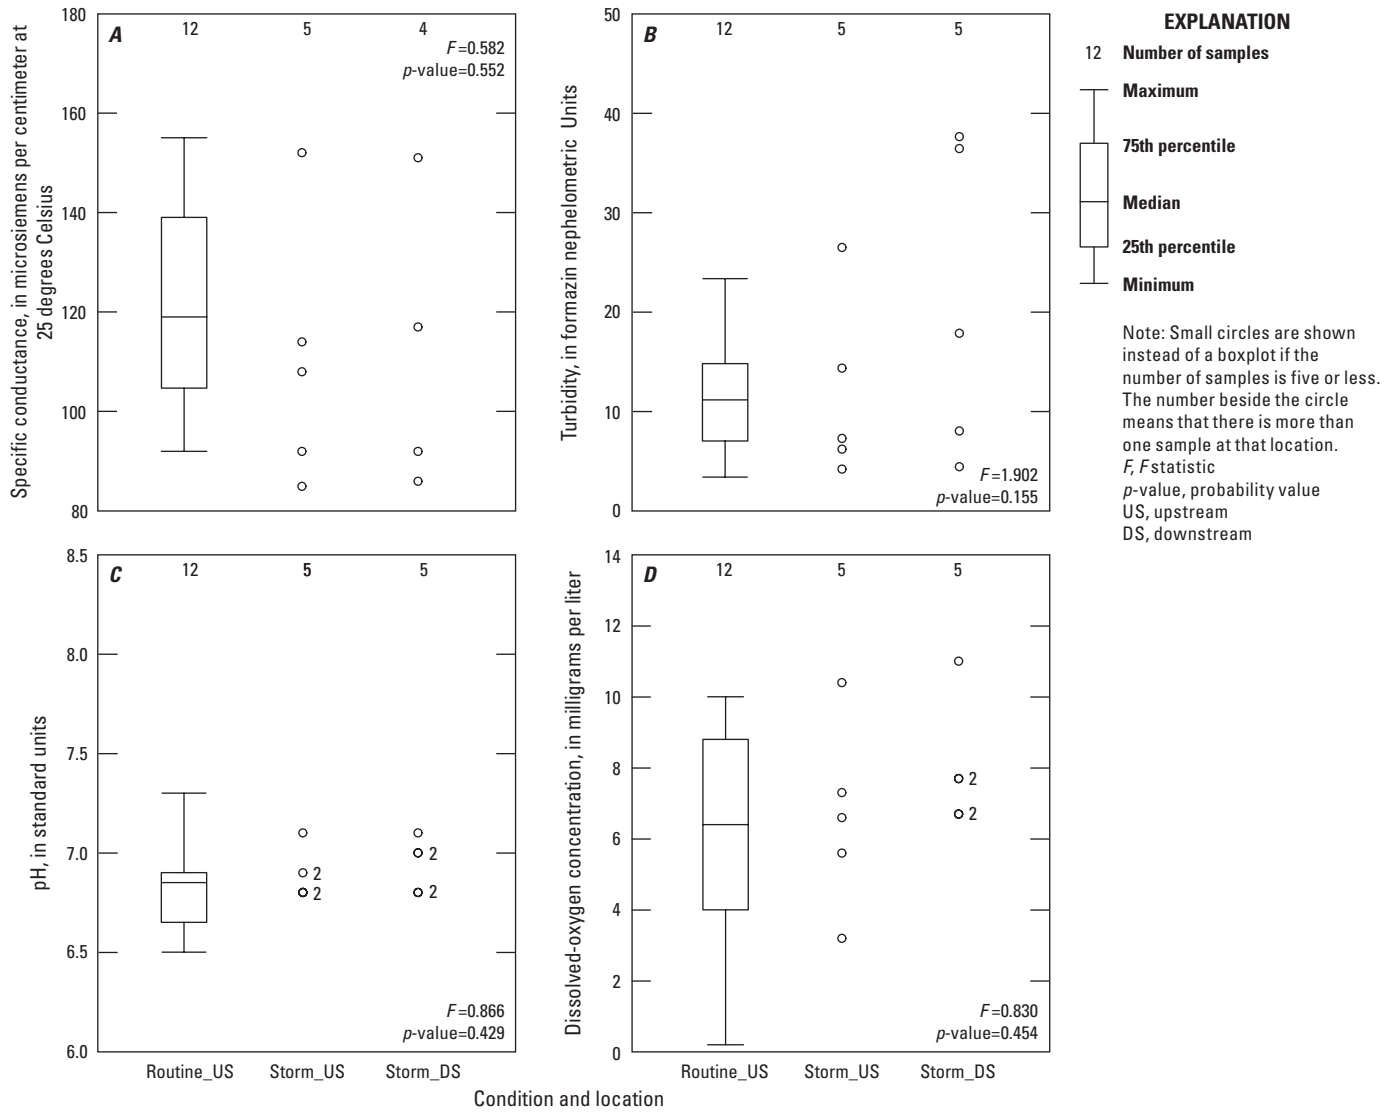 Specific conductance, in microsiemens per centimeter at
25 degrees Celsius
180
160
140
120
100
80
A
12
5
4
F=0.582
p-value=0.552
Turbidity, in formazin nephelometric Units
50
40
30
20
10
0
B
12
5
5
F=1.902
p-value=0.155
EXPLANATION
12 Number of samples
Maximum
75th percentile
Median
25th percentile
Minimum
Note: Small circles are shown
instead of a boxplot if the
number of samples is five or less.
The number beside the circle
means that there is more than
one sample at that location.
F, F statistic
p-value, probability value
US, upstream
DS, downstream
pH, in standard units
8.5
8.0
7.5
7.0
6.5
6.0
C
12
5
5
2
2
2
2
F=0.866
p-value=0.429
Routine_US
Storm_US
Storm_DS
Dissolved-oxygen concentration, in milligrams per liter
14
12
10
8
6
4
2
0
D
12
5
5
2
2
F=0.830
p-value=0.454
Routine_US
Storm_US
Storm_DS
Condition and location